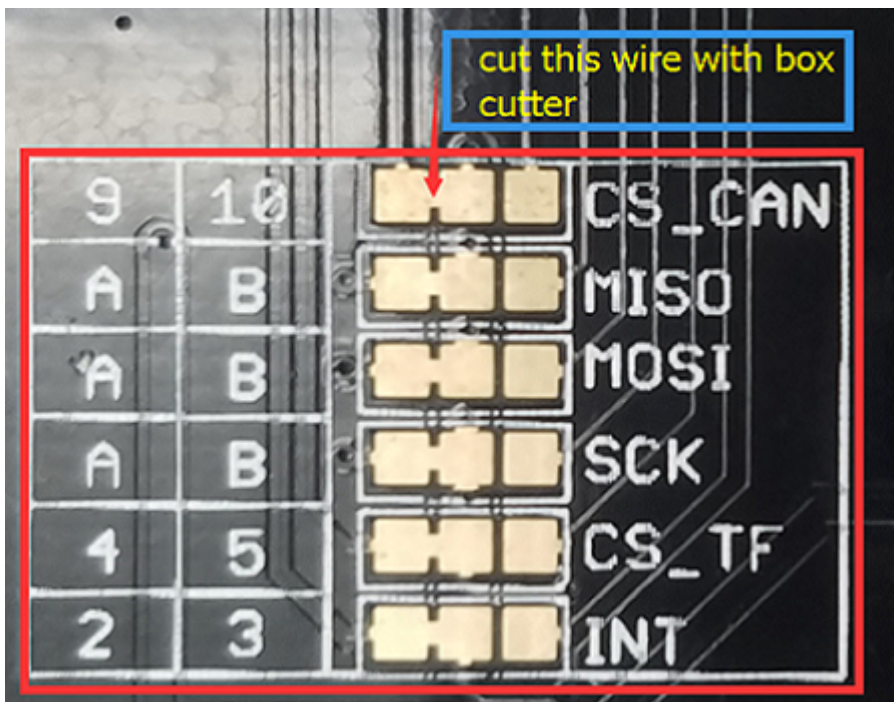 cut this wire with box
cutter
9 10 CS_CAN
A B MISO
A B MOSI
A B SCK
4 5 CS_TF
2 3 INT